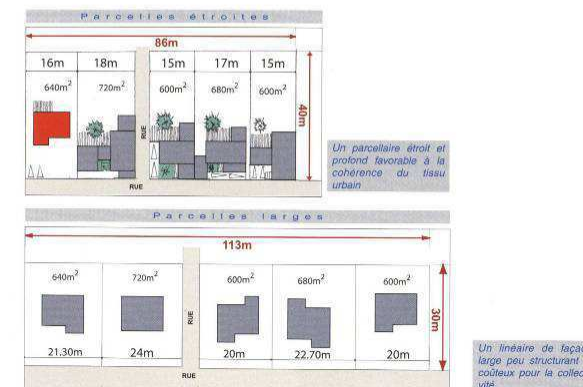 Parcelles étroites
86m
16m 18m 15m 17m 15m
640m² 720m² 600m² 680m² 600m²
40m
RUE
RUE
Un parcellaire étroit et
profond favorable à la
cohérence du tissu
urbain
Parcelles larges
113m
640m² 720m² 600m² 680m² 600m²
30m
RUE
21.30m 24m 20m 22.70m 20m
RUE
Un linéaire de
large peu structurant
coûteux pour la
vité